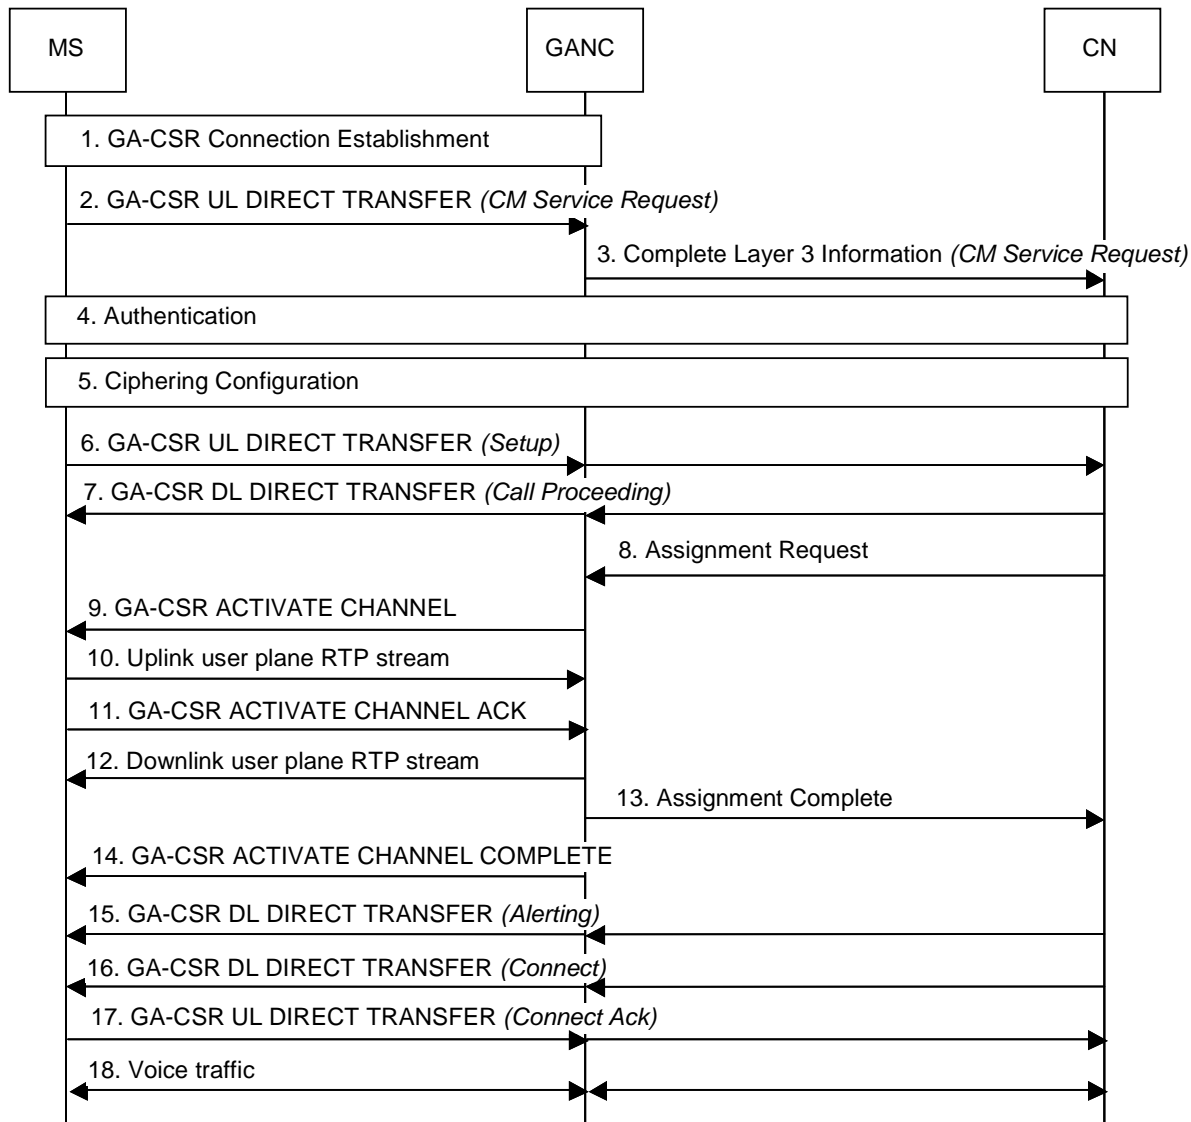 MS
GANC
CN
1. GA-CSR Connection Establishment
2. GA-CSR UL DIRECT TRANSFER (CM Service Request)
3. Complete Layer 3 Information (CM Service Request)
4. Authentication
5. Ciphering Configuration
6. GA-CSR UL DIRECT TRANSFER (Setup)
7. GA-CSR DL DIRECT TRANSFER (Call Proceeding)
8. Assignment Request
9. GA-CSR ACTIVATE CHANNEL
10. Uplink user plane RTP stream
11. GA-CSR ACTIVATE CHANNEL ACK
12. Downlink user plane RTP stream
13. Assignment Complete
14. GA-CSR ACTIVATE CHANNEL COMPLETE
15. GA-CSR DL DIRECT TRANSFER (Alerting)
16. GA-CSR DL DIRECT TRANSFER (Connect)
17. GA-CSR UL DIRECT TRANSFER (Connect Ack)
18. Voice traffic